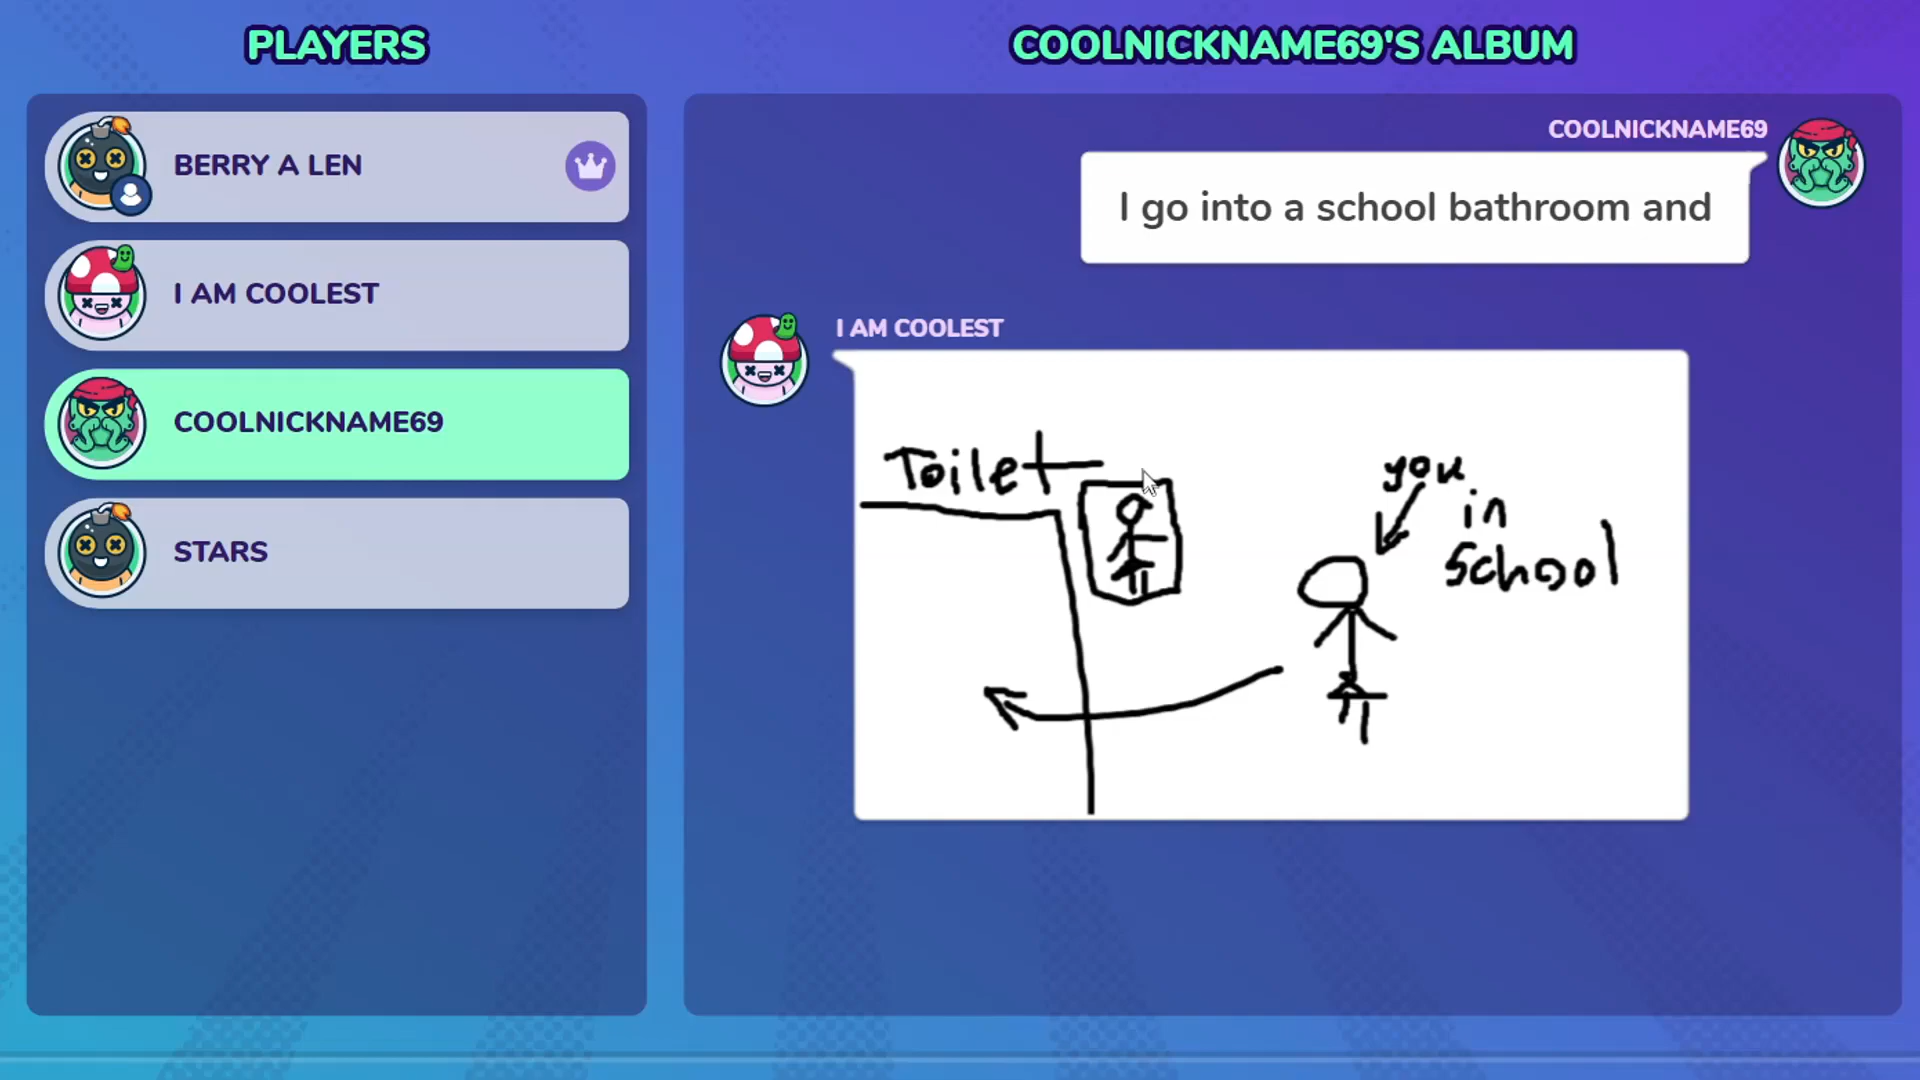 PLAYERS
BERRY A LEN
I AM COOLEST
COOLNICKNAME69
STARS
COOLNICKNAME69'S ALBUM
COOLNICKNAME69
I go into a school bathroom and
I AM COOLEST
Toilet
you
in
School